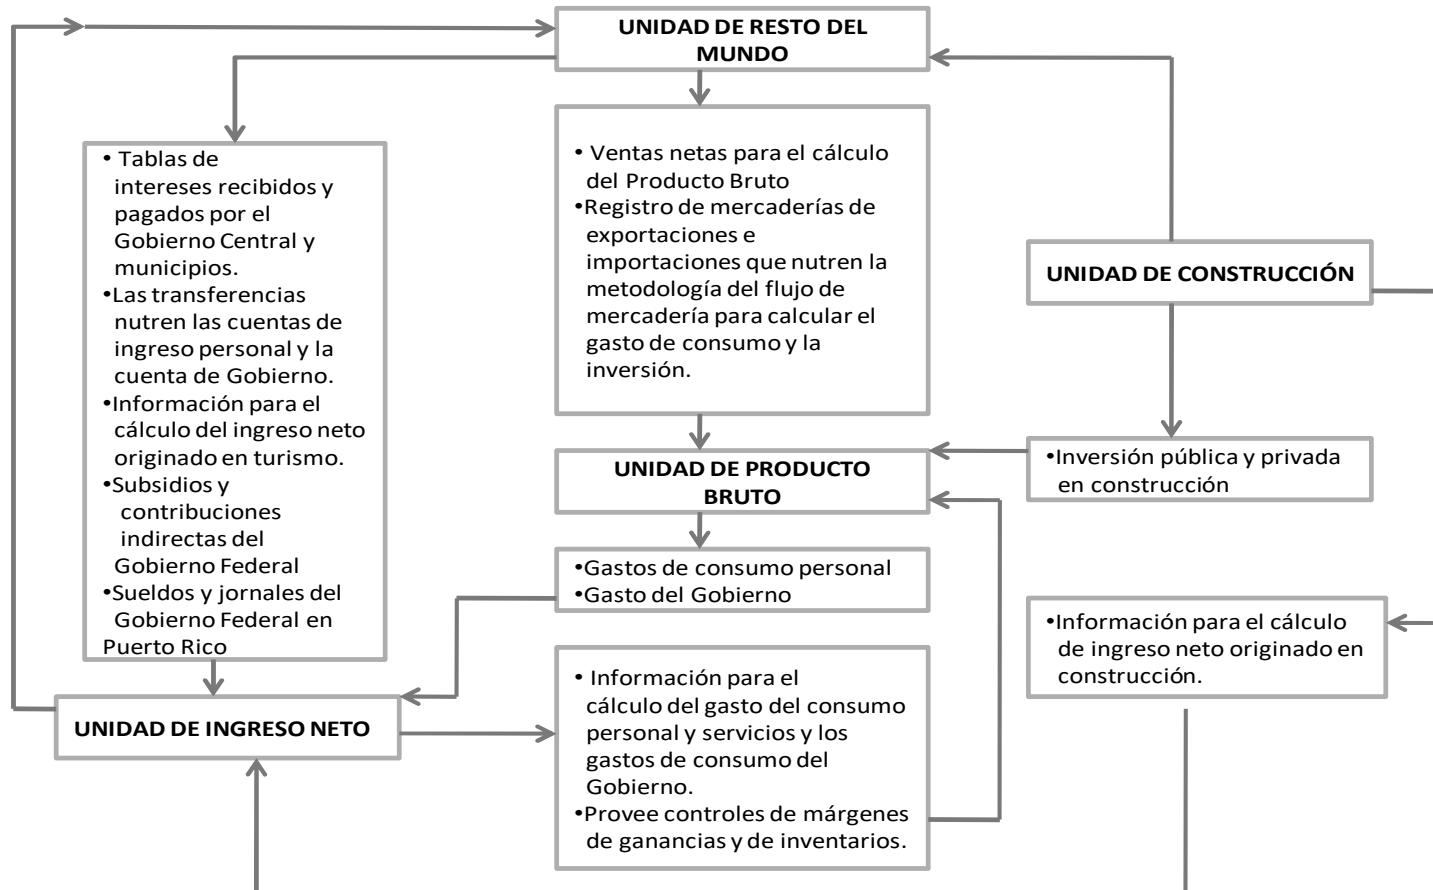 UNIDAD DE RESTO DEL
MUNDO
• Tablas de
intereses recibidos y
pagados por el
Gobierno Central y
municipios.
•Las transferencias
nutren las cuentas de
ingreso personal y la
cuenta de Gobierno.
•Información para el
cálculo del ingreso neto
originado en turismo.
•Subsidios y
contribuciones
indirectas del
Gobierno Federal
•Sueldos y jornales del
Gobierno Federal en
Puerto Rico
• Ventas netas para el cálculo
del Producto Bruto
•Registro de mercaderías de
exportaciones e
importaciones que nutren la
metodología del flujo de
mercadería para calcular el
gasto de consumo y la
inversión.
UNIDAD DE CONSTRUCCIÓN
UNIDAD DE PRODUCTO
BRUTO
•Inversión pública y privada
en construcción
•Gastos de consumo personal
•Gasto del Gobierno
•Información para el cálculo
de ingreso neto originado en
construcción.
UNIDAD DE INGRESO NETO
• Información para el
cálculo del gasto del consumo
personal y servicios y los
gastos de consumo del
Gobierno.
•Provee controles de márgenes
de ganancias y de inventarios.